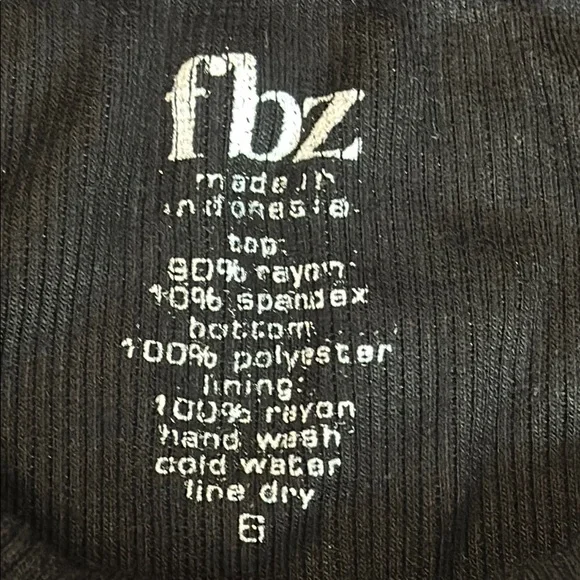 fbz
made in
indonesia
top:
90% rayon
10% spandex
bottom:
100% polyester
lining:
100% rayon
hand wash
cold water
line dry
6